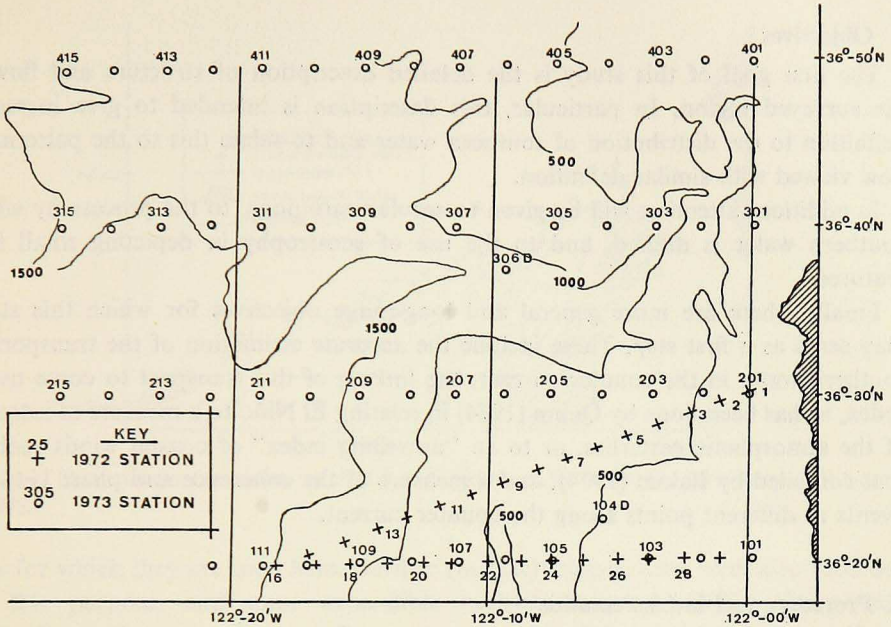 415 413 411 409 407 405 403 401 36°-50'N
500
315 313 311 309 307 305 303 301 36°-40'N
1500 306 D 1000
1500
215 213 211 209 207 205 203 201 36°-30'N
1
2
3
5
7
9
11
13
KEY
25
+ 1972 STATION
305
o 1973 STATION
500
500 104 D
111 109 107 105 103 101 36°-20'N
16 18 20 22 24 26 28
122°-20'W 122°-10'W 122°-00'W